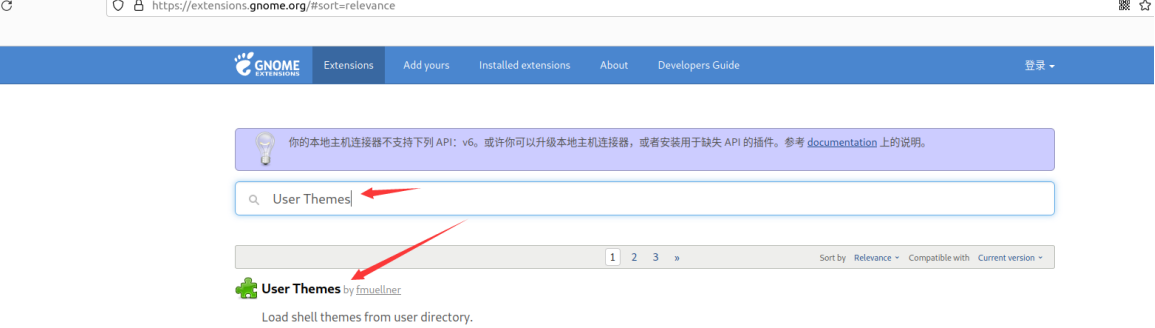 https://extensions.gnome.org/#sort=relevance
GNOME EXTENSIONS Extensions Add yours Installed extensions About Developers Guide 登录
你的本地主机连接器不支持下列 API：v6。或许你可以升级本地主机连接器，或者安装用于缺失 API 的插件。参考 documentation 上的说明。
User Themes
1 2 3 » Sort by Relevance Compatible with Current version
User Themes by fmuellner
Load shell themes from user directory.